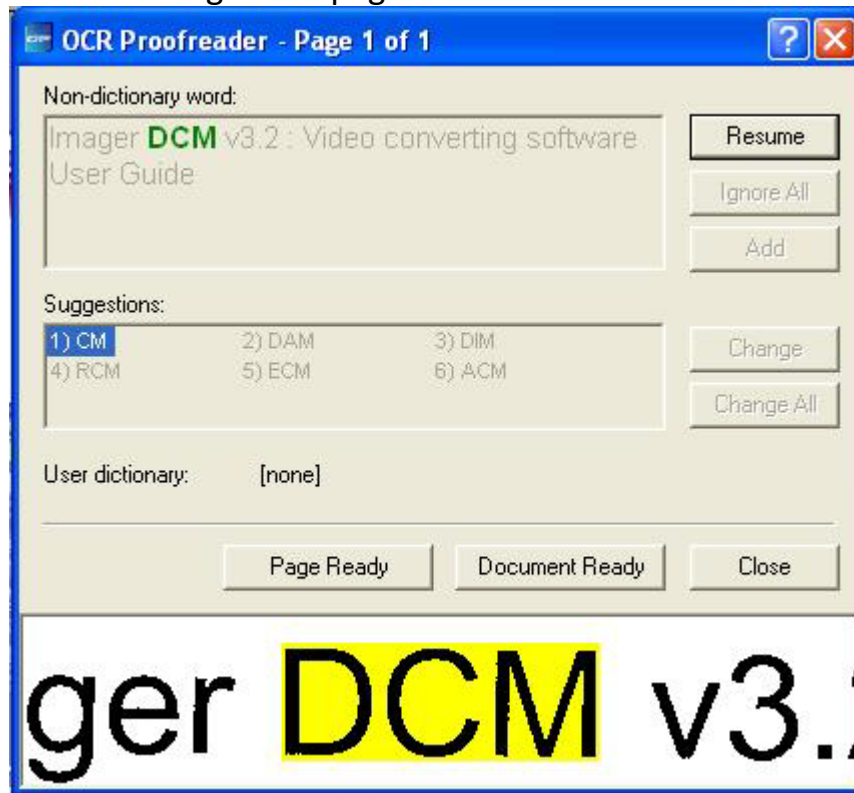 OCR Proofreader - Page 1 of 1
Non-dictionary word:
Imager DCM v3.2 : Video converting software
User Guide
Resume
Ignore All
Add
Suggestions:
1) CM 2) DAM 3) DIM
4) RCM 5) ECM 6) ACM
Change
Change All
User dictionary: [none]
Page Ready Document Ready Close
ger DCM v3.